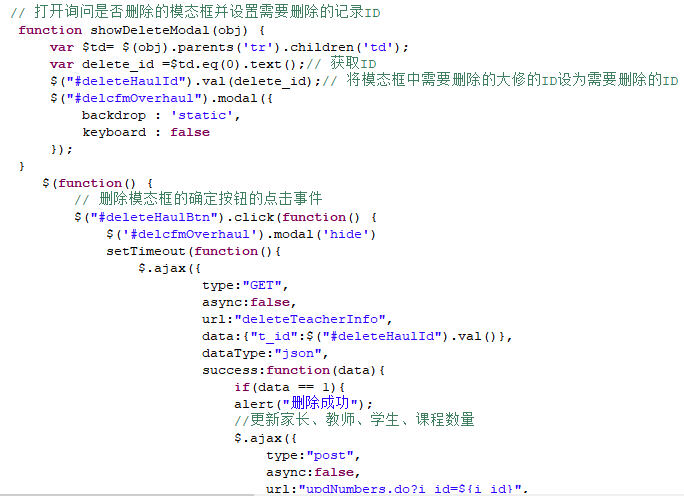 // 打开询问是否删除的模态框并设置需要删除的记录ID
function showDeleteModal(obj) {
var $td= $(obj).parents('tr').children('td');
var delete_id =$td.eq(0).text();// 获取ID
$("#deleteHaulId").val(delete_id);// 将模态框中需要删除的大修的ID设为需要删除的ID
$("#delcfmOverhaul").modal({
backdrop : 'static',
keyboard : false
});
}
$(function() {
// 删除模态框的确定按钮的点击事件
$("#deleteHaulBtn").click(function() {
$('#delcfmOverhaul').modal('hide')
setTimeout(function(){
$.ajax({
type:"GET",
async:false,
url:"deleteTeacherInfo",
data:{"t_id":$("#deleteHaulId").val()},
dataType:"json",
success:function(data){
if(data == 1){
alert("删除成功");
//更新家长、教师、学生、课程数量
$.ajax({
type:"post",
async:false,
url:"updNumbers.do?i_id=${i_id}",